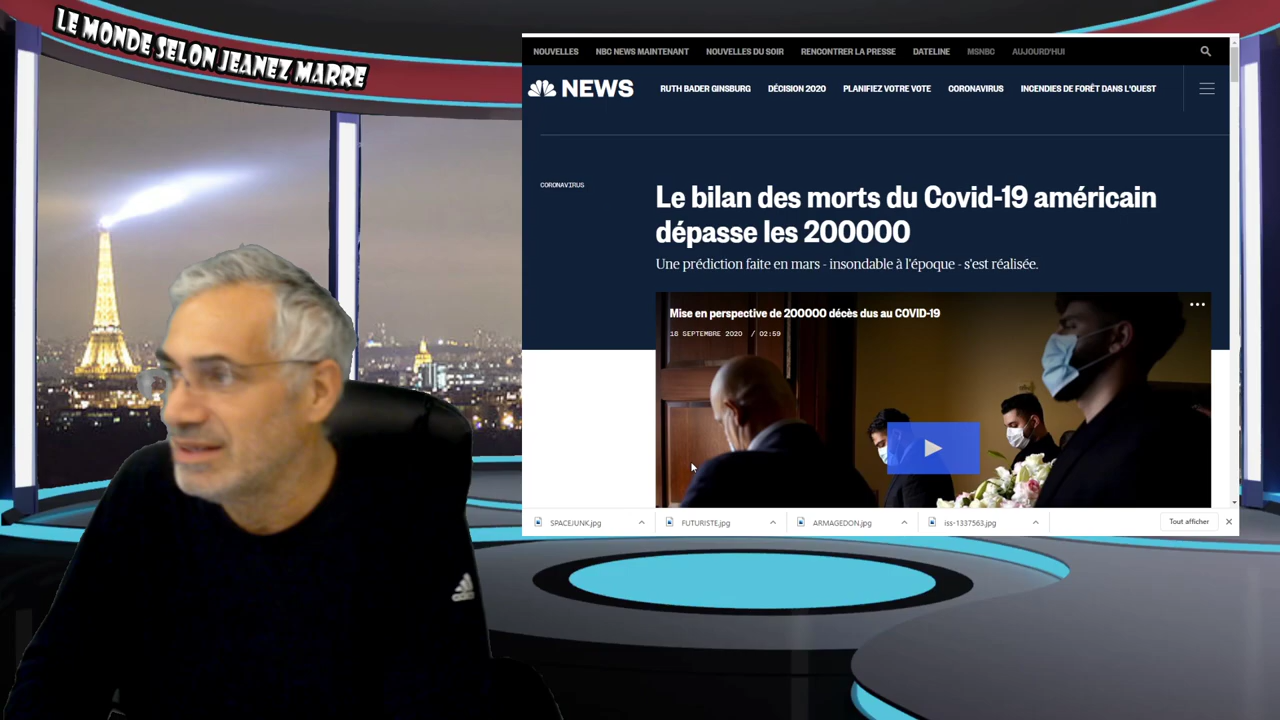 LE MONDE SELON JEANEZ MARRE
NOUVELLES NBC NEWS MAINTENANT NOUVELLES DU SOIR RENCONTRER LA PRESSE DATELINE MSNBC AUJOURD'HUI
NEWS RUTH BADER GINSBURG DÉCISION 2020 PLANIFIEZ VOTRE VOTE CORONAVIRUS INCENDIES DE FORÊT DANS L'OUEST
CORONAVIRUS
Le bilan des morts du Covid-19 américain
dépasse les 200000
Une prédiction faite en mars - insondable à l'époque - s'est réalisée.
Mise en perspective de 200000 décès dus au COVID-19
18 SEPTEMBRE 2020 / 02:59
SPACEJUNK.jpg FUTURISTE.jpg ARMAGEDON.jpg iss-1337563.jpg Tout afficher